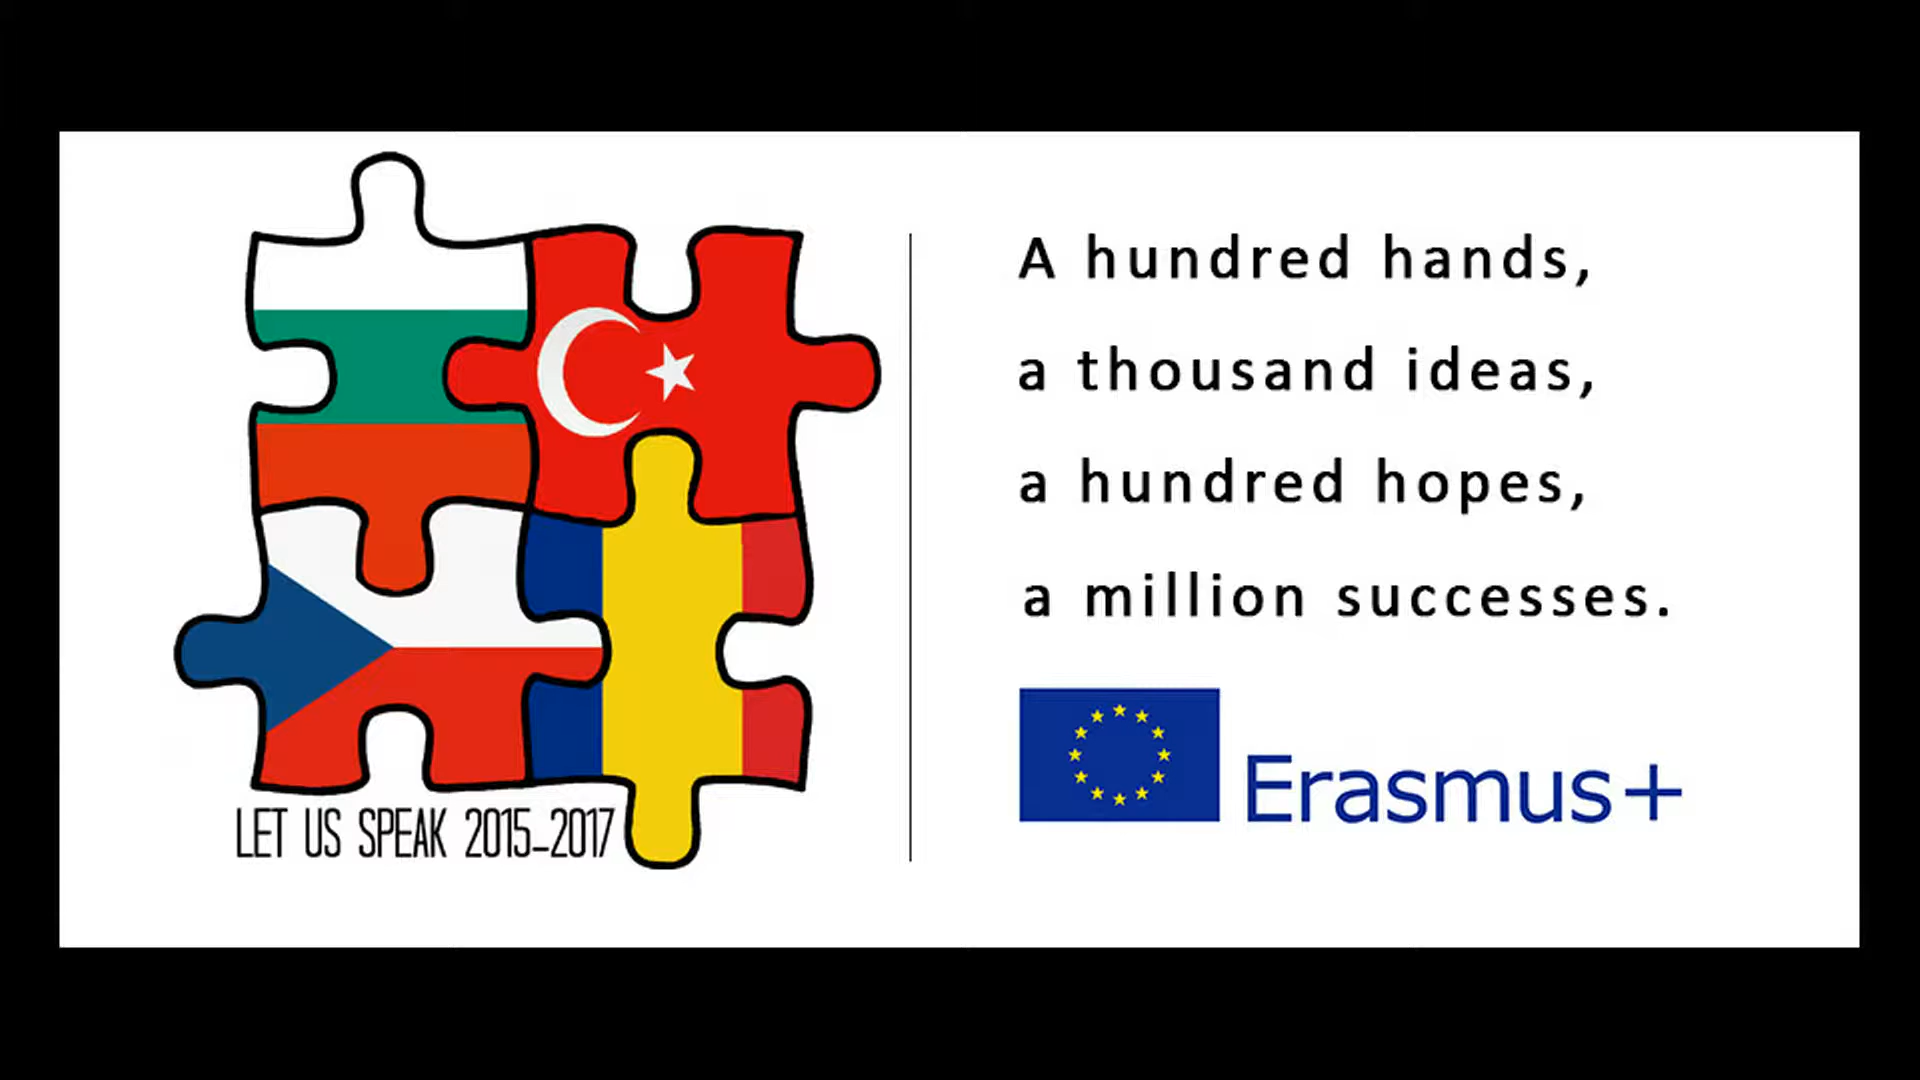 LET US SPEAK 2015-2017
A hundred hands,
a thousand ideas,
a hundred hopes,
a million successes.
Erasmus+